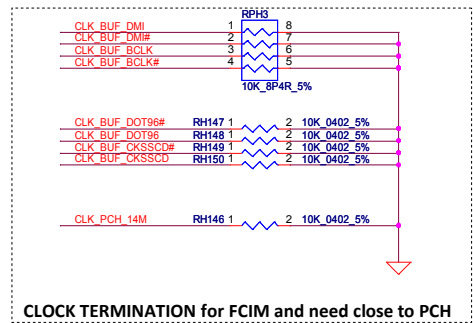 RPH3
CLK_BUF_DMI 1 8
CLK_BUF_DMI# 2 7
CLK_BUF_BCLK 3 6
CLK_BUF_BCLK# 4 5
10K_8P4R_5%
CLK_BUF_DOT96# RH147 1 2 10K_0402_5%
CLK_BUF_DOT96 RH148 1 2 10K_0402_5%
CLK_BUF_CKSSCD# RH149 1 2 10K_0402_5%
CLK_BUF_CKSSCD RH150 1 2 10K_0402_5%
CLK_PCH_14M RH146 1 2 10K_0402_5%
CLOCK TERMINATION for FCIM and need close to PCH